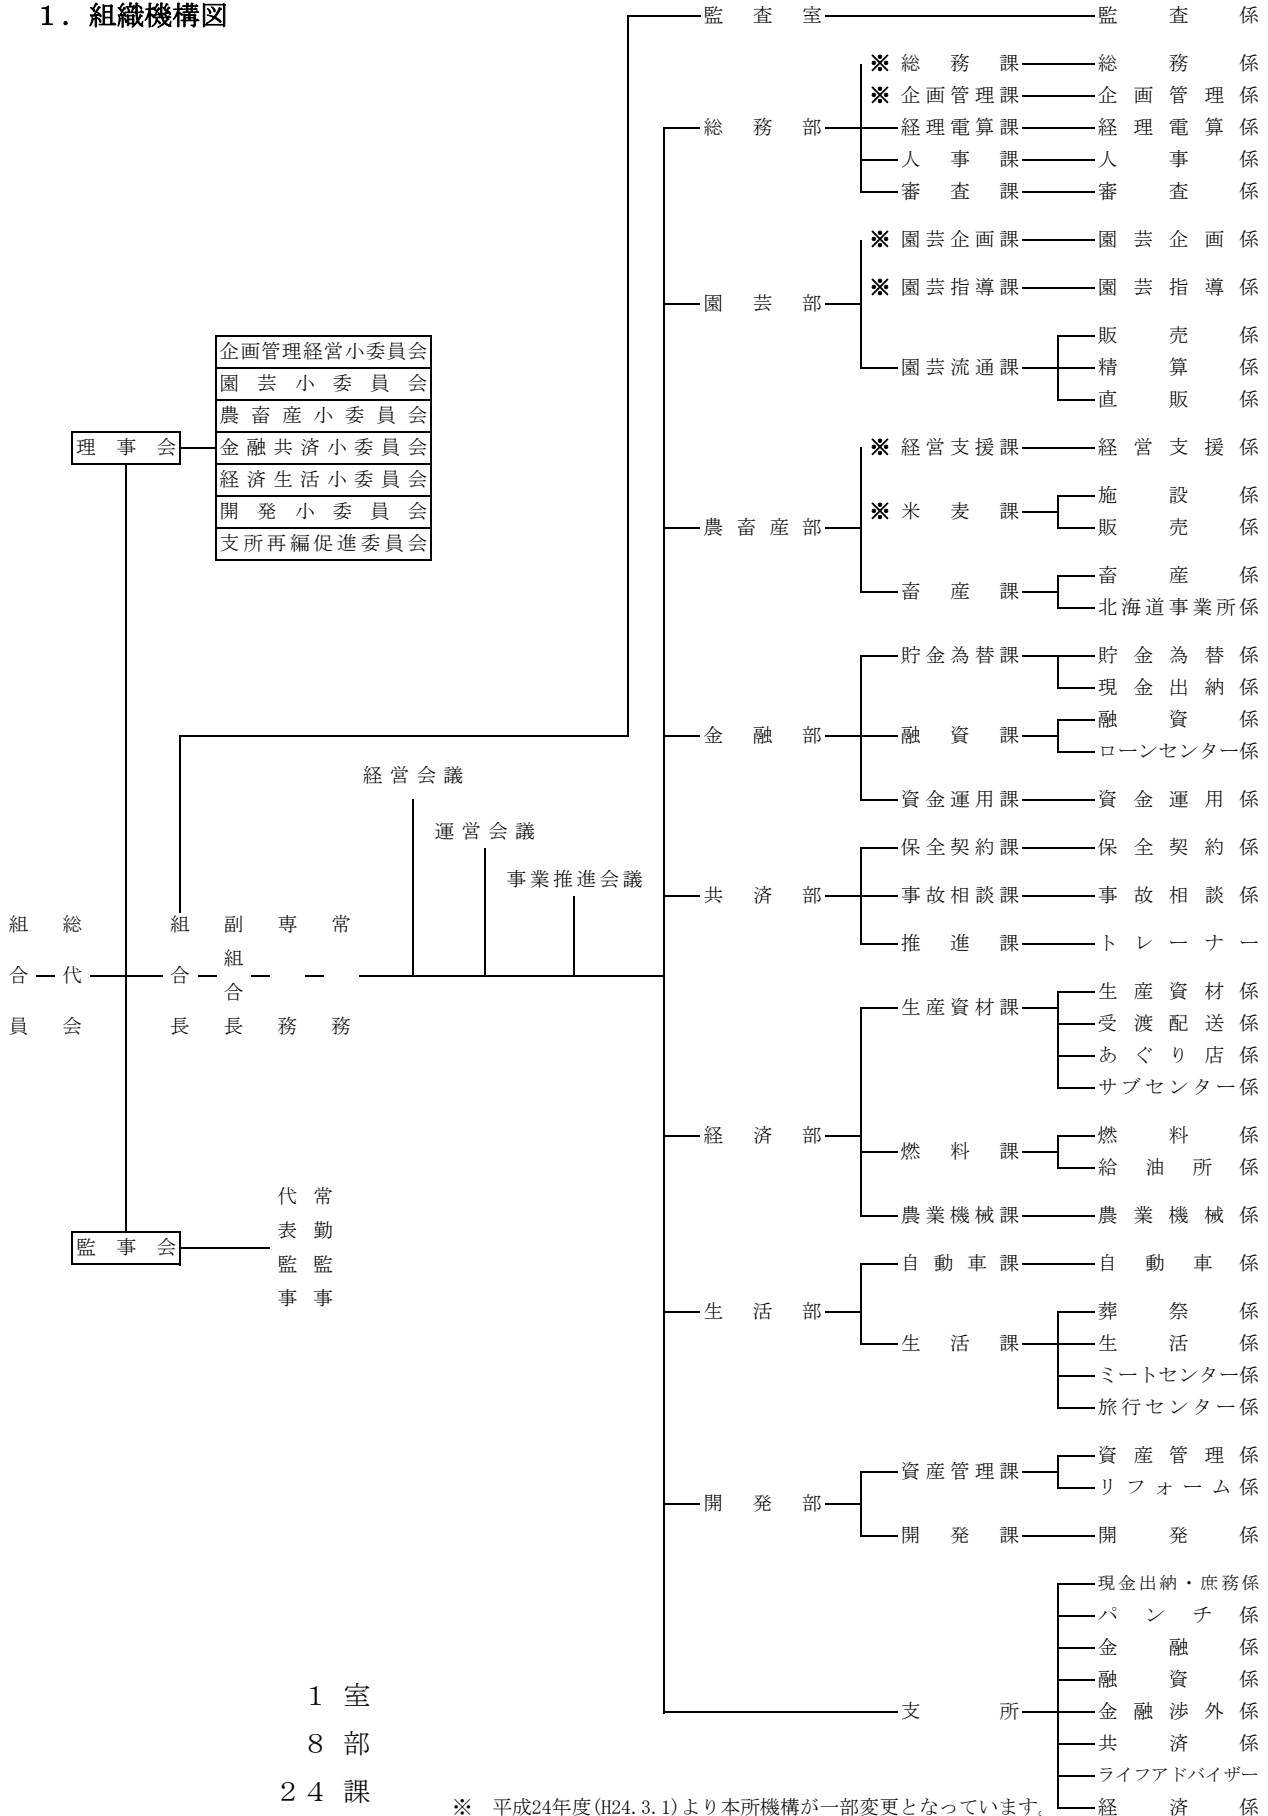 1．組織機構図
監査室 監査係
※ 総務課 総務係
※ 企画管理課 企画管理係
総務部 経理電算課 経理電算係
人事課 人事係
審査課 審査係
※ 園芸企画課 園芸企画係
園芸部 ※ 園芸指導課 園芸指導係
販売係
園芸流通課 精算係
直販係
企画管理経営小委員会
園芸小委員会
農畜産小委員会
理事会 金融共済小委員会
経済生活小委員会
開発小委員会
支所再編促進委員会
※ 経営支援課 経営支援係
施設係
農畜産部 ※ 米麦課
販売係
畜産係
畜産課
北海道事業所係
貯金為替課 貯金為替係
現金出納係
融資係
金融部 融資課
ローンセンター係
資金運用課 資金運用係
経営会議
運営会議
事業推進会議
保全契約課 保全契約係
共済部 事故相談課 事故相談係
推進課 トレーナー
組合員
総代会
組合長
副組合長
専務
常務
生産資材係
生産資材課
受渡配送係
あぐり店係
サブセンター係
経済部
燃料係
燃料課
給油所係
農業機械課 農業機械係
監事会
代表監事
常勤監事
自動車課 自動車係
生活部
葬祭係
生活課 生活係
ミートセンター係
旅行センター係
資産管理係
資産管理課
リフォーム係
開発部
開発課 開発係
現金出納・庶務係
パンチ係
金融係
融資係
支所 金融渉外係
共済係
ライフアドバイザー
経済係
1 室
8 部
24 課
※ 平成24年度(H24.3.1)より本所機構が一部変更となっています。